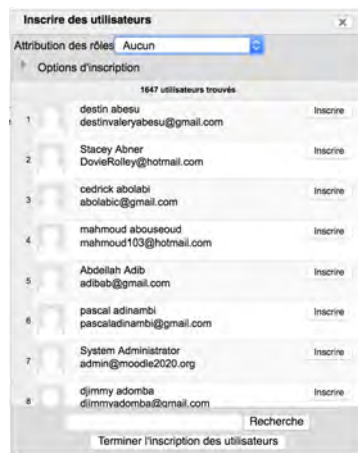 Inscrire des utilisateurs
Attribution des rôles Aucun
Options d'inscription
1647 utilisateurs trouvés
1 destin abesu Inscrire
destinvaleryabesu@gmail.com
2 Stacey Abner Inscrire
DovieRolley@hotmail.com
3 cedrick abolabi Inscrire
abolabic@gmail.com
4 mahmoud abouseoud Inscrire
mahmoud103@hotmail.com
5 Abdellah Adib Inscrire
adibab@gmail.com
6 pascal adinambi Inscrire
pascaladinambi@gmail.com
7 System Administrator Inscrire
admin@moodle2020.org
8 djimmy adomba Inscrire
djimmyadomba@gmail.com
Recherche
Terminer l'inscription des utilisateurs